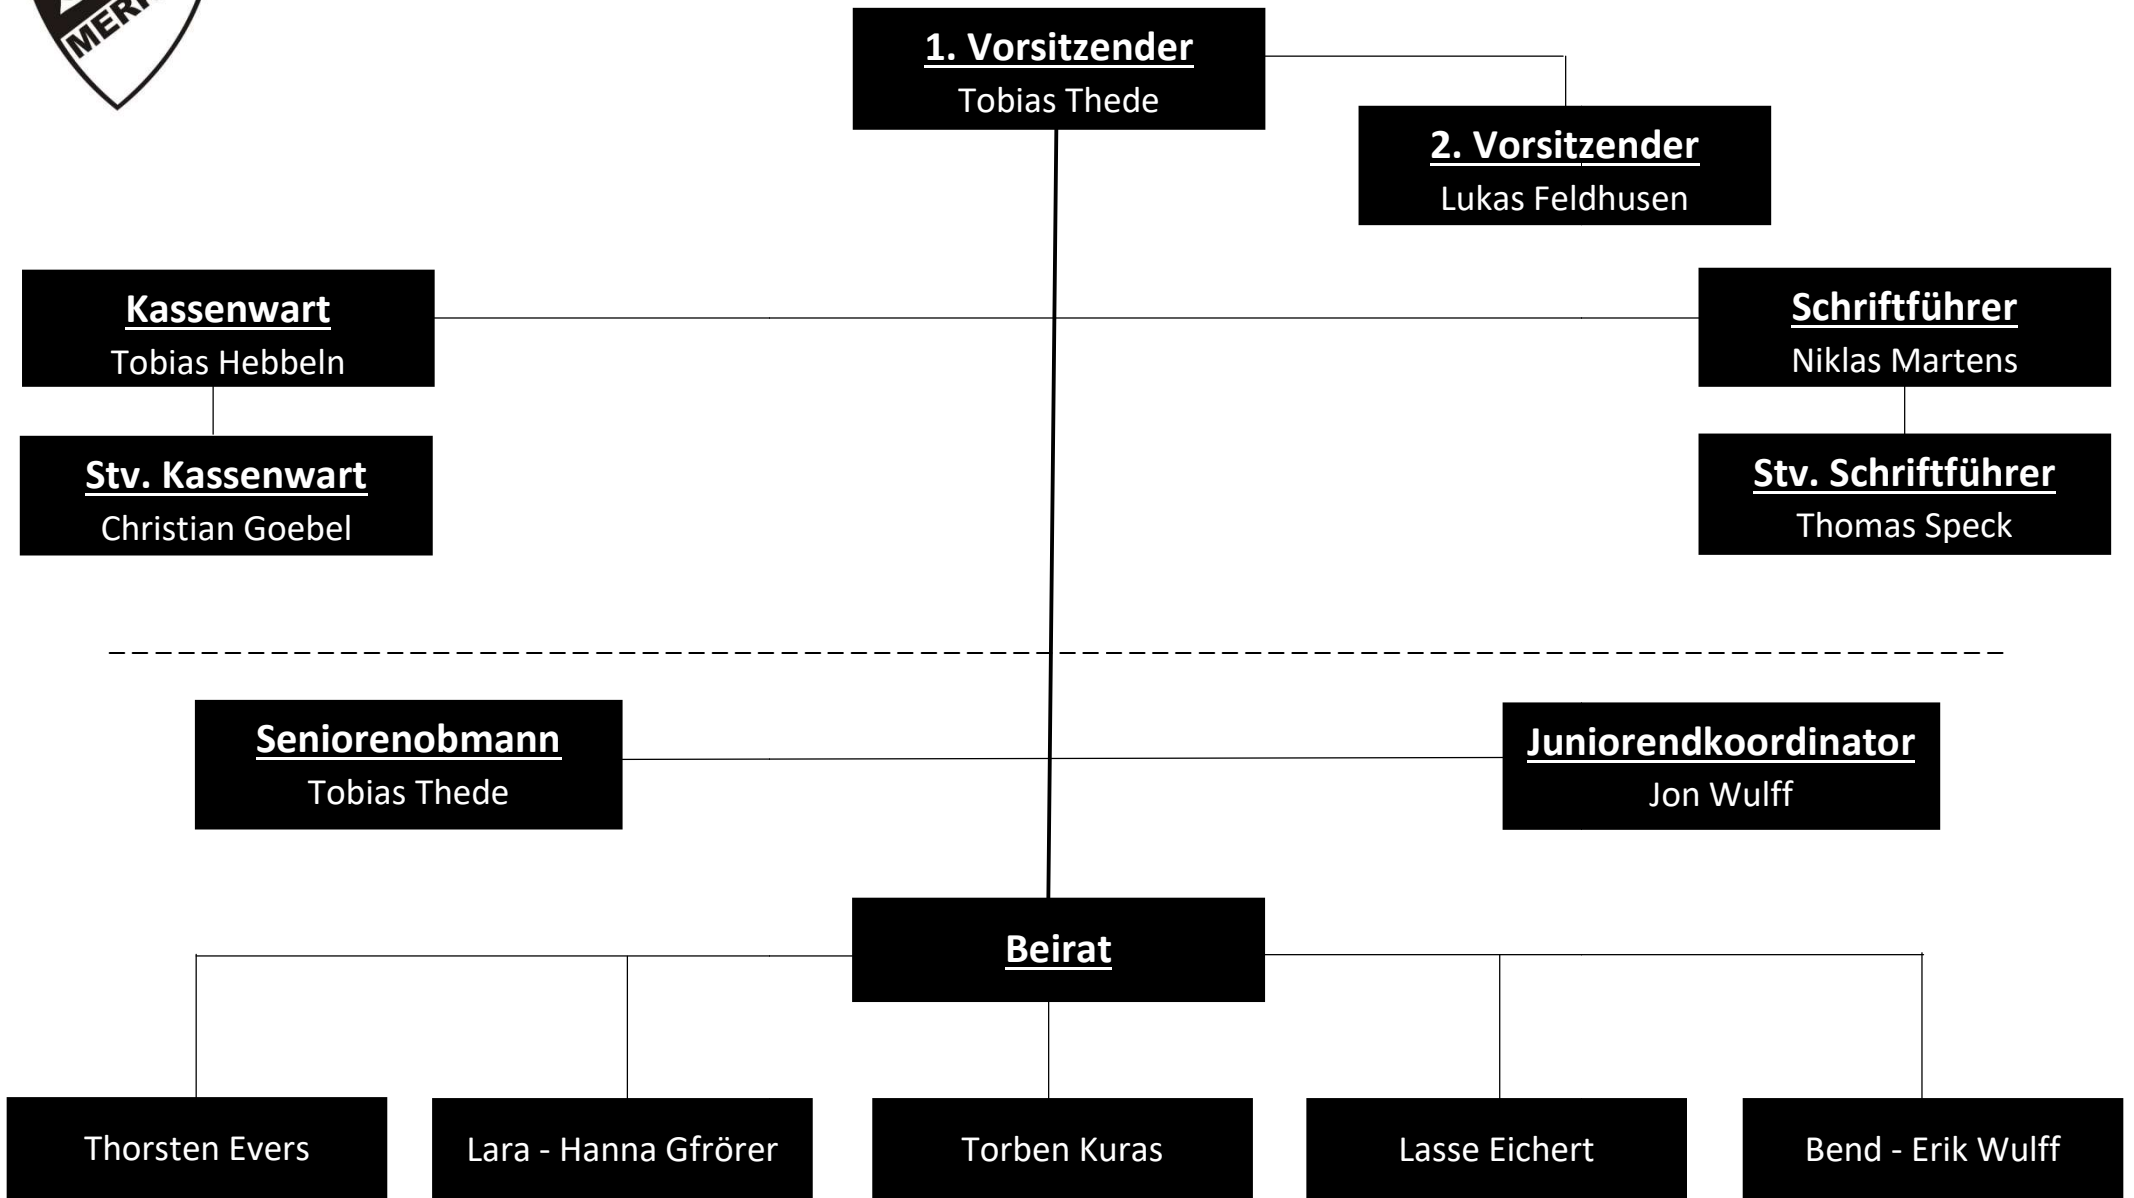 1. Vorsitzender
Tobias Thede
2. Vorsitzender
Lukas Feldhusen
Kassenwart
Tobias Hebbeln
Schriftführer
Niklas Martens
Stv. Kassenwart
Christian Goebel
Stv. Schriftführer
Thomas Speck
Seniorenobmann
Tobias Thede
Juniorendkoordinator
Jon Wulff
Beirat
Thorsten Evers
Lara - Hanna Gfrörer
Torben Kuras
Lasse Eichert
Bend - Erik Wulff